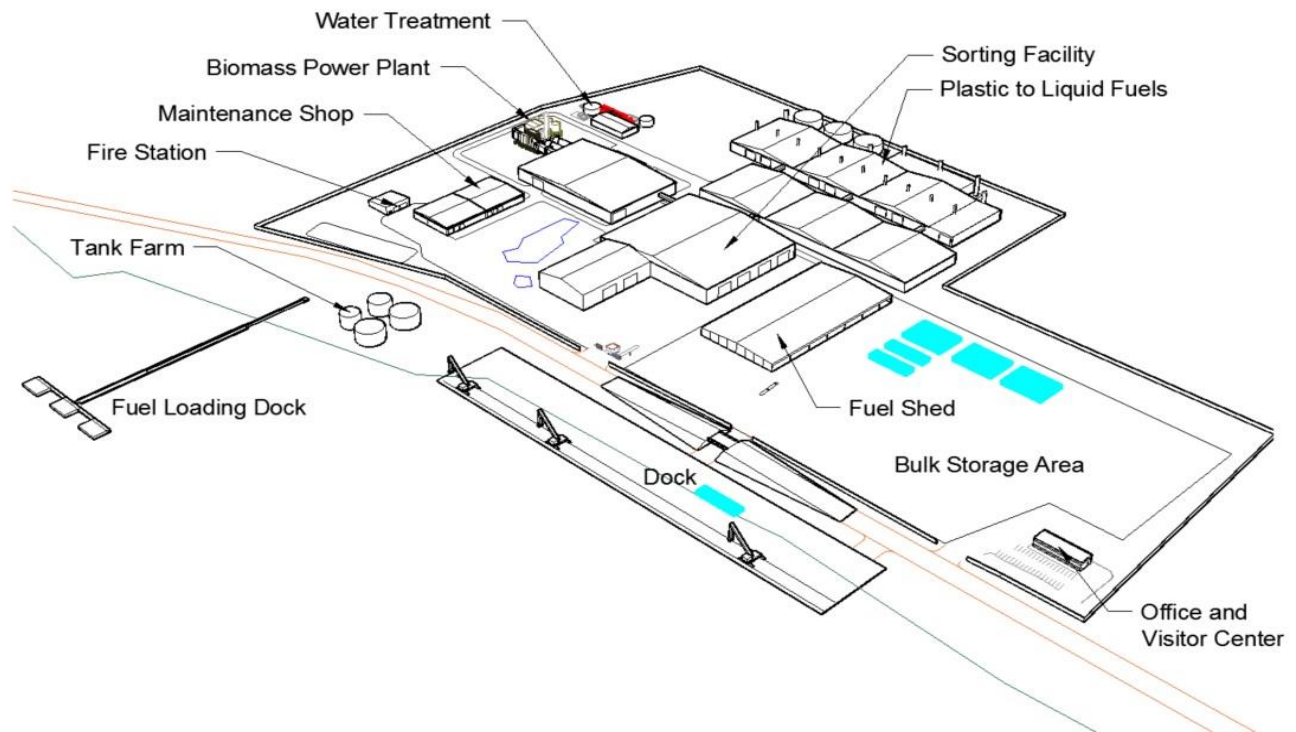 Water Treatment
Sorting Facility
Biomass Power Plant
Plastic to Liquid Fuels
Maintenance Shop
Fire Station
Tank Farm
Fuel Loading Dock
Fuel Shed
Bulk Storage Area
Dock
Office and
Visitor Center